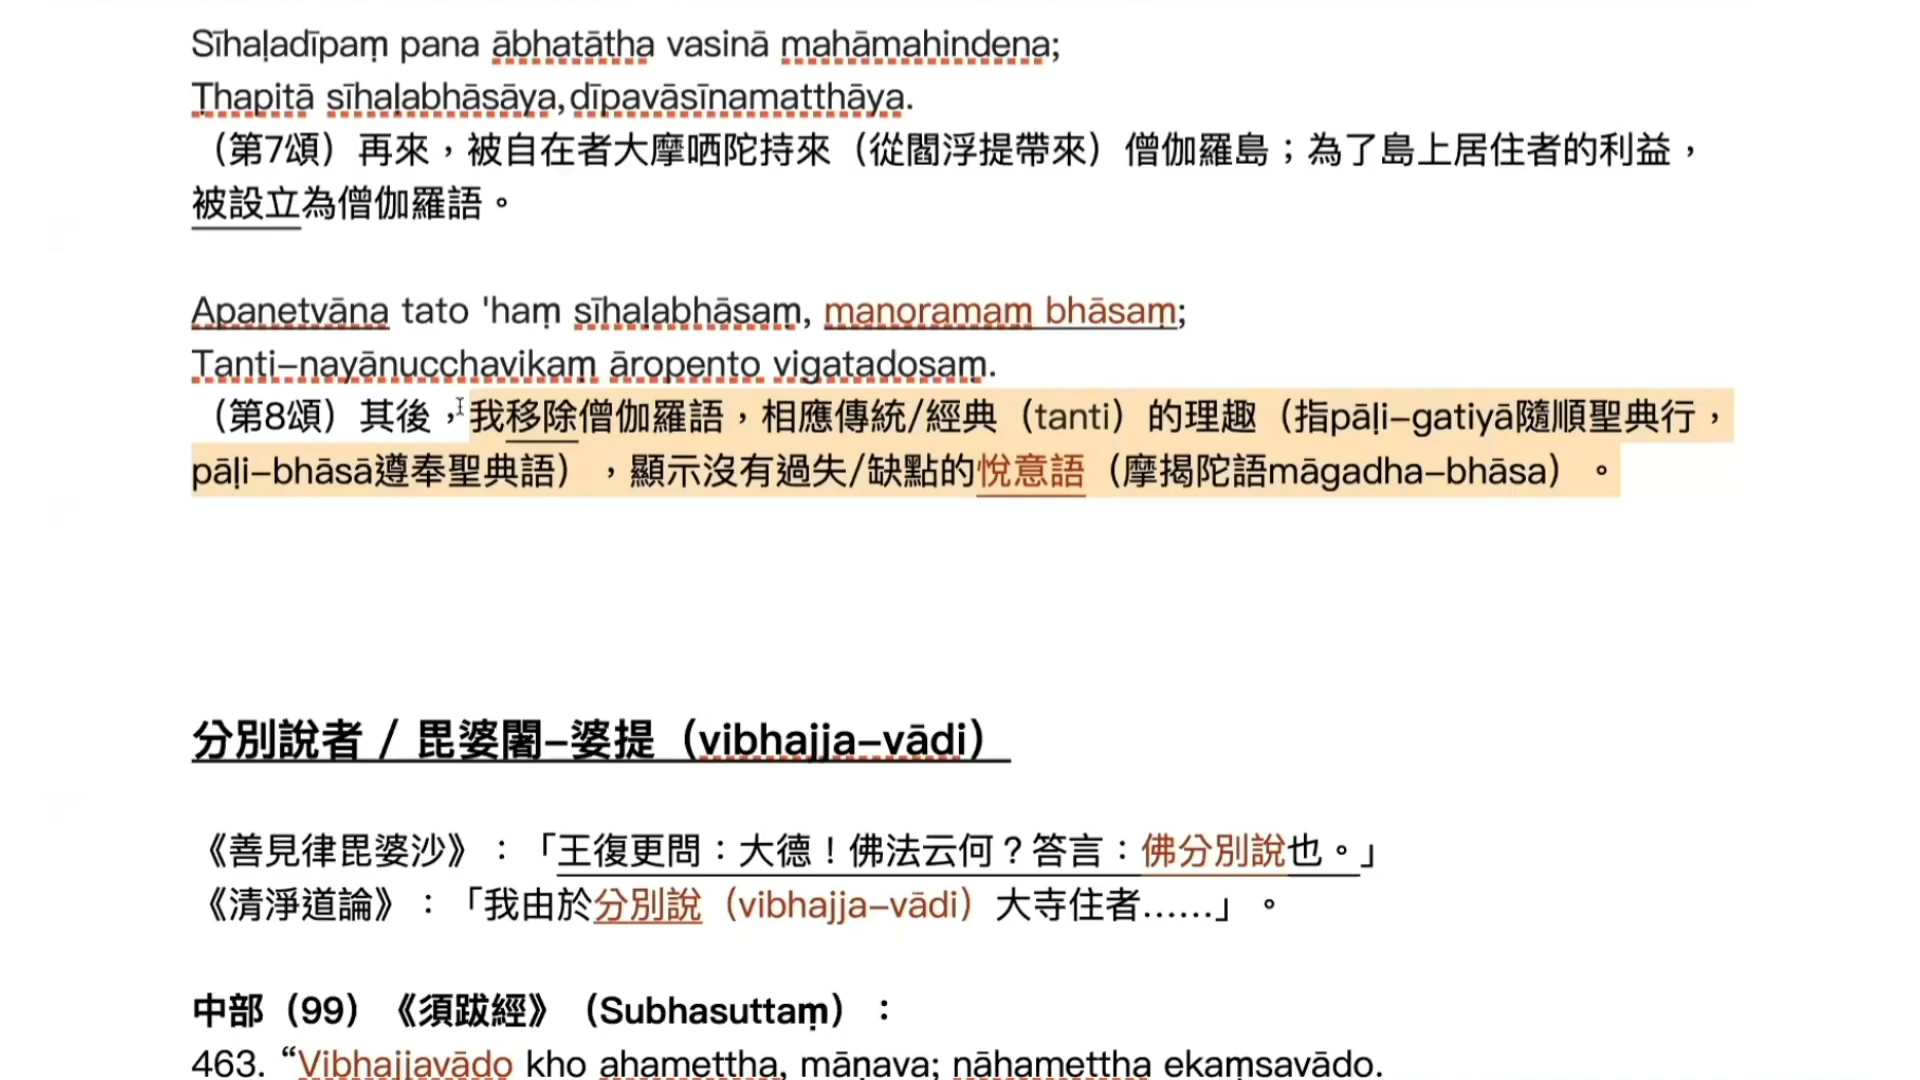 Sīhaḷadīpaṃ pana ābhatātha vasinā mahāmahindena;
Ṭhapitā sīhaḷabhāsāya,dīpavāsīnamatthāya.
（第7頌）再來，被自在者大摩哂陀持來（從閻浮提帶來）僧伽羅島；為了島上居住者的利益，
被設立為僧伽羅語。
Apanetvāna tato 'haṃ sīhaḷabhāsaṃ, manoramaṃ bhāsaṃ;
Tanti–nayānucchavikaṃ āropento vigatadosaṃ.
（第8頌）其後，我移除僧伽羅語，相應傳統/經典（tanti）的理趣（指pāḷi–gatiyā隨順聖典行，
pāḷi–bhāsā遵奉聖典語），顯示沒有過失/缺點的悅意語（摩揭陀語māgadha–bhāsa）。
分別說者 / 毘婆闍–婆提（vibhajja–vādi）
《善見律毘婆沙》：「王復更問：大德！佛法云何？答言：佛分別說也。」
《清淨道論》：「我由於分別說（vibhajja–vādi）大寺住者……」。
中部（99）《須跋經》（Subhasuttaṃ）：
463. “Vibhajjavādo kho ahamettha, māṇava; nāhamettha ekaṃsavādo.